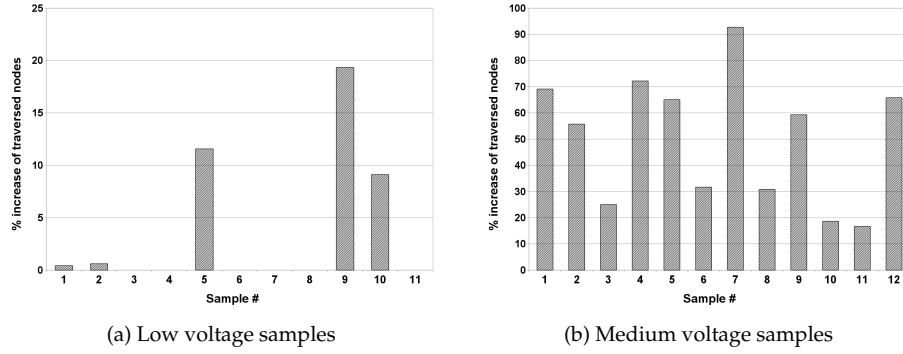 25
20
15
10
5
0
% increase of traversed nodes
1 2 3 4 5 6 7 8 9 10 11
Sample #
(a) Low voltage samples
100
90
80
70
60
50
40
30
20
10
0
% increase of traversed nodes
1 2 3 4 5 6 7 8 9 10 11 12
Sample #
(b) Medium voltage samples